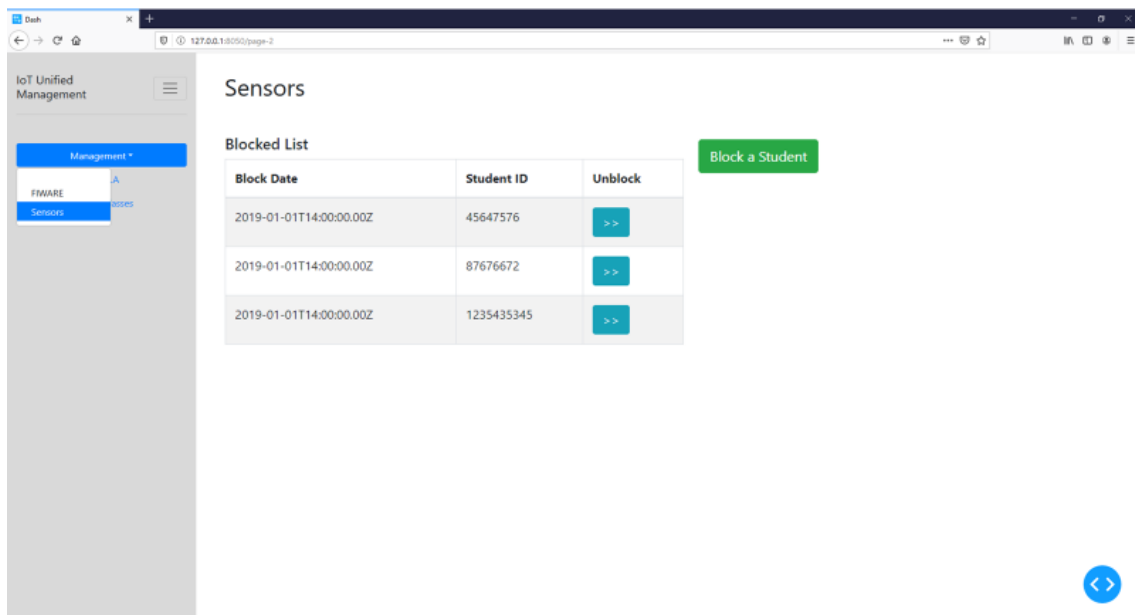 Dash
127.0.0.1:8050/page-2
IoT Unified
Management
Management
FIWARE
Sensors
.A
asses
Sensors
Blocked List
Block a Student
Block Date Student ID Unblock
2019-01-01T14:00:00.00Z 45647576 >>
2019-01-01T14:00:00.00Z 87676672 >>
2019-01-01T14:00:00.00Z 1235435345 >>